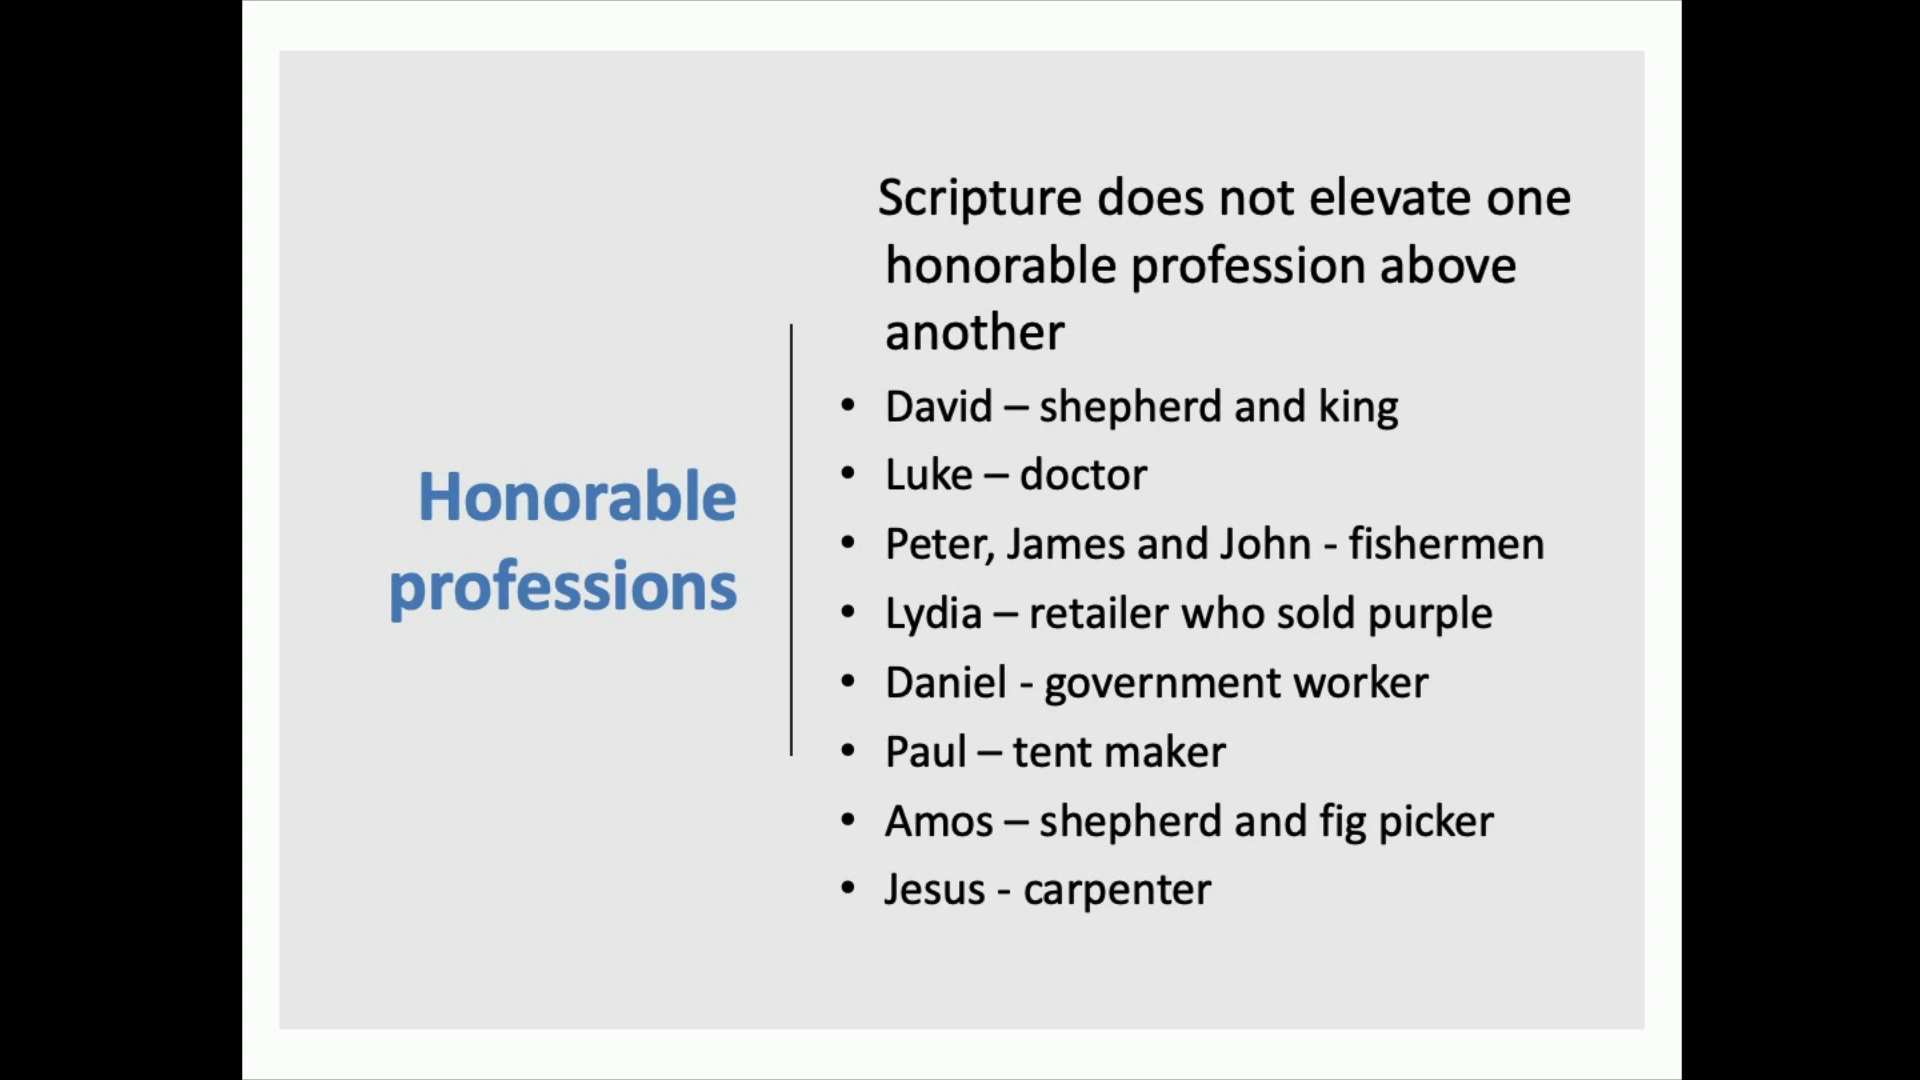 Honorable
professions
Scripture does not elevate one
honorable profession above
another
• David – shepherd and king
• Luke – doctor
• Peter, James and John - fishermen
• Lydia – retailer who sold purple
• Daniel - government worker
• Paul – tent maker
• Amos – shepherd and fig picker
• Jesus - carpenter